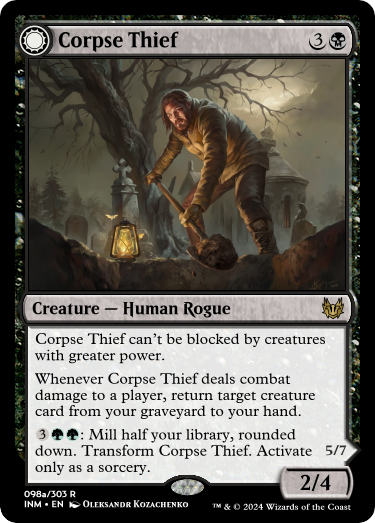 Corpse Thief 3
Creature — Human Rogue
Corpse Thief can't be blocked by creatures
with greater power.
Whenever Corpse Thief deals combat
damage to a player, return target creature
card from your graveyard to your hand.
3: Mill half your library, rounded
down. Transform Corpse Thief. Activate
only as a sorcery.
5/7
2/4
098a/303 R
INM • EN Oleksandr Kozachenko
™ & © 2024 Wizards of the Coast